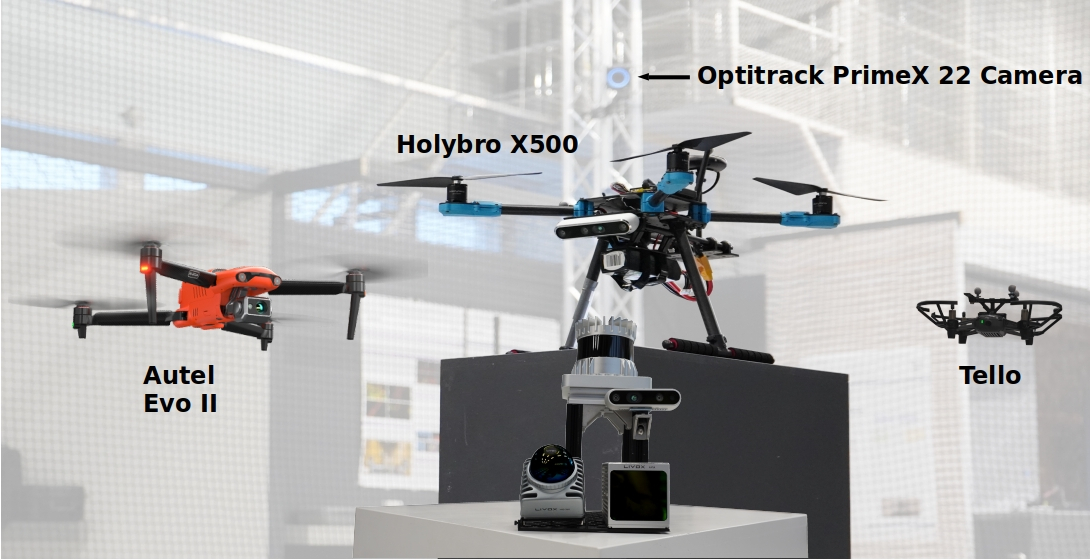 Optitrack PrimeX 22 Camera
Holybro X500
Autel
Evo II
Tello
LIVOX
LIVOX